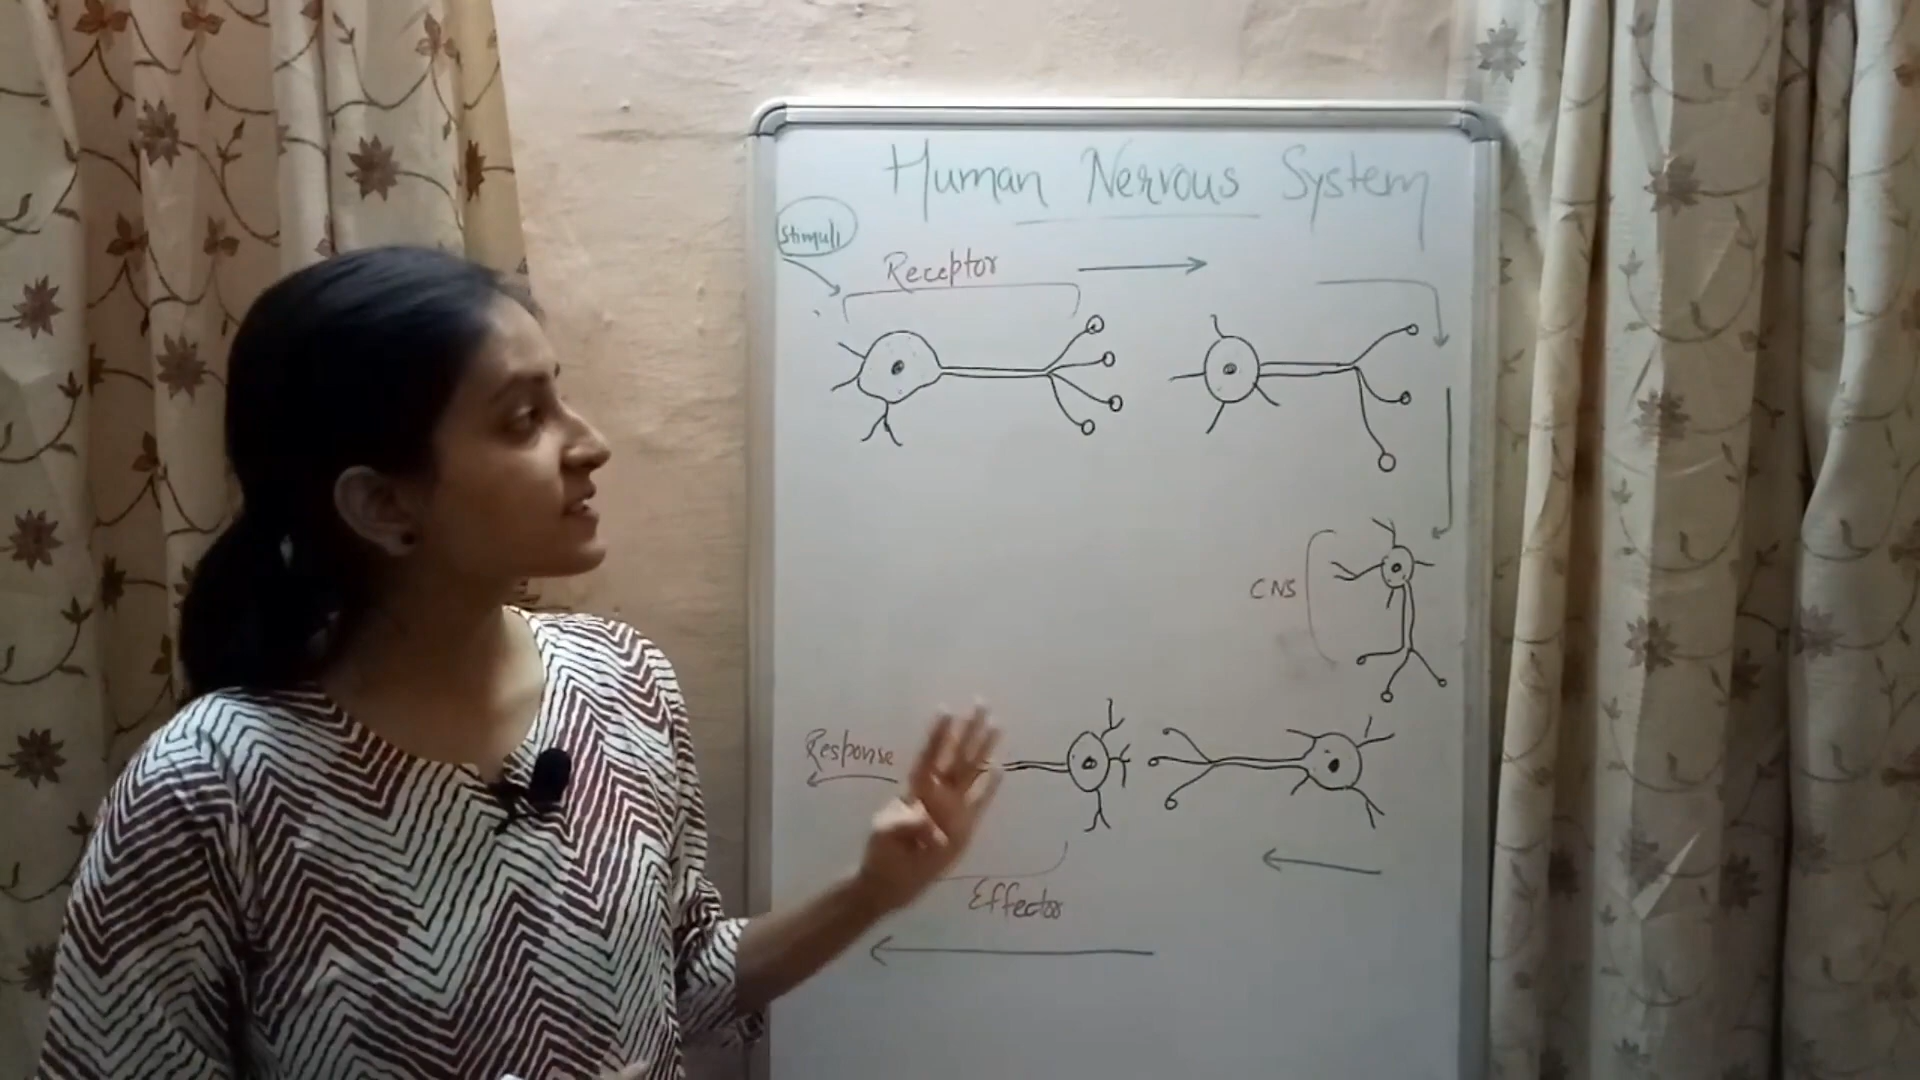 Human Nervous System
Stimuli
Receptor
CNS
Response
Effector